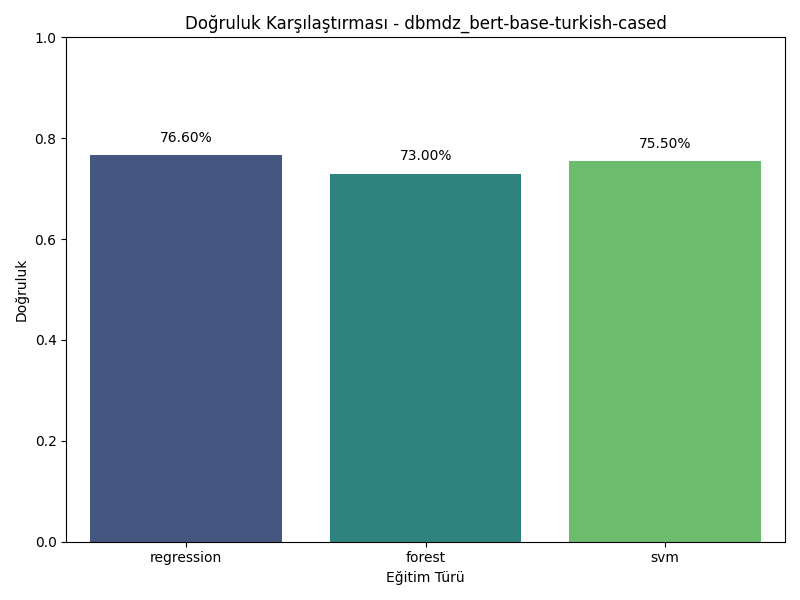 Doğruluk Karşılaştırması - dbmdz_bert-base-turkish-cased
1.0
0.8
0.6
0.4
0.2
0.0
Doğruluk
76.60%
73.00%
75.50%
regression
forest
svm
Eğitim Türü